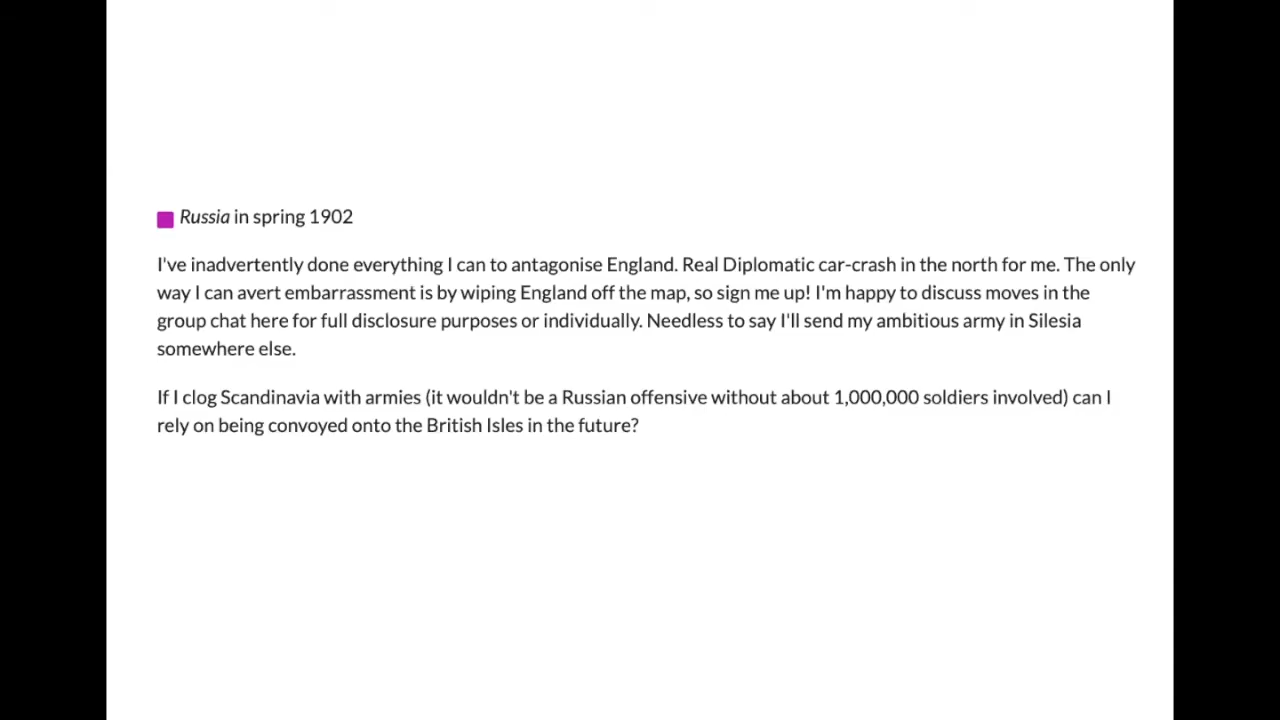 Russia in spring 1902
I've inadvertently done everything I can to antagonise England. Real Diplomatic car-crash in the north for me. The only
way I can avert embarrassment is by wiping England off the map, so sign me up! I'm happy to discuss moves in the
group chat here for full disclosure purposes or individually. Needless to say I'll send my ambitious army in Silesia
somewhere else.
If I clog Scandinavia with armies (it wouldn't be a Russian offensive without about 1,000,000 soldiers involved) can I
rely on being convoyed onto the British Isles in the future?